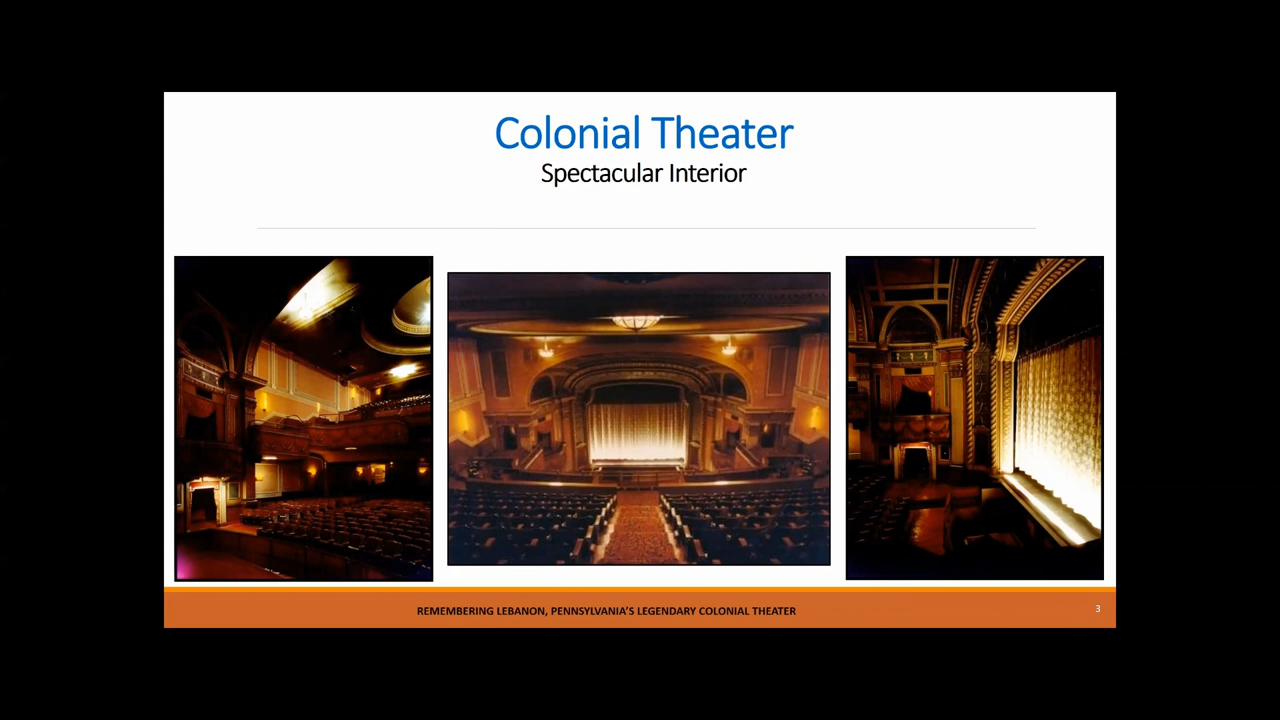 Colonial Theater
Spectacular Interior
REMEMBERING LEBANON, PENNSYLVANIA'S LEGENDARY COLONIAL THEATER
3